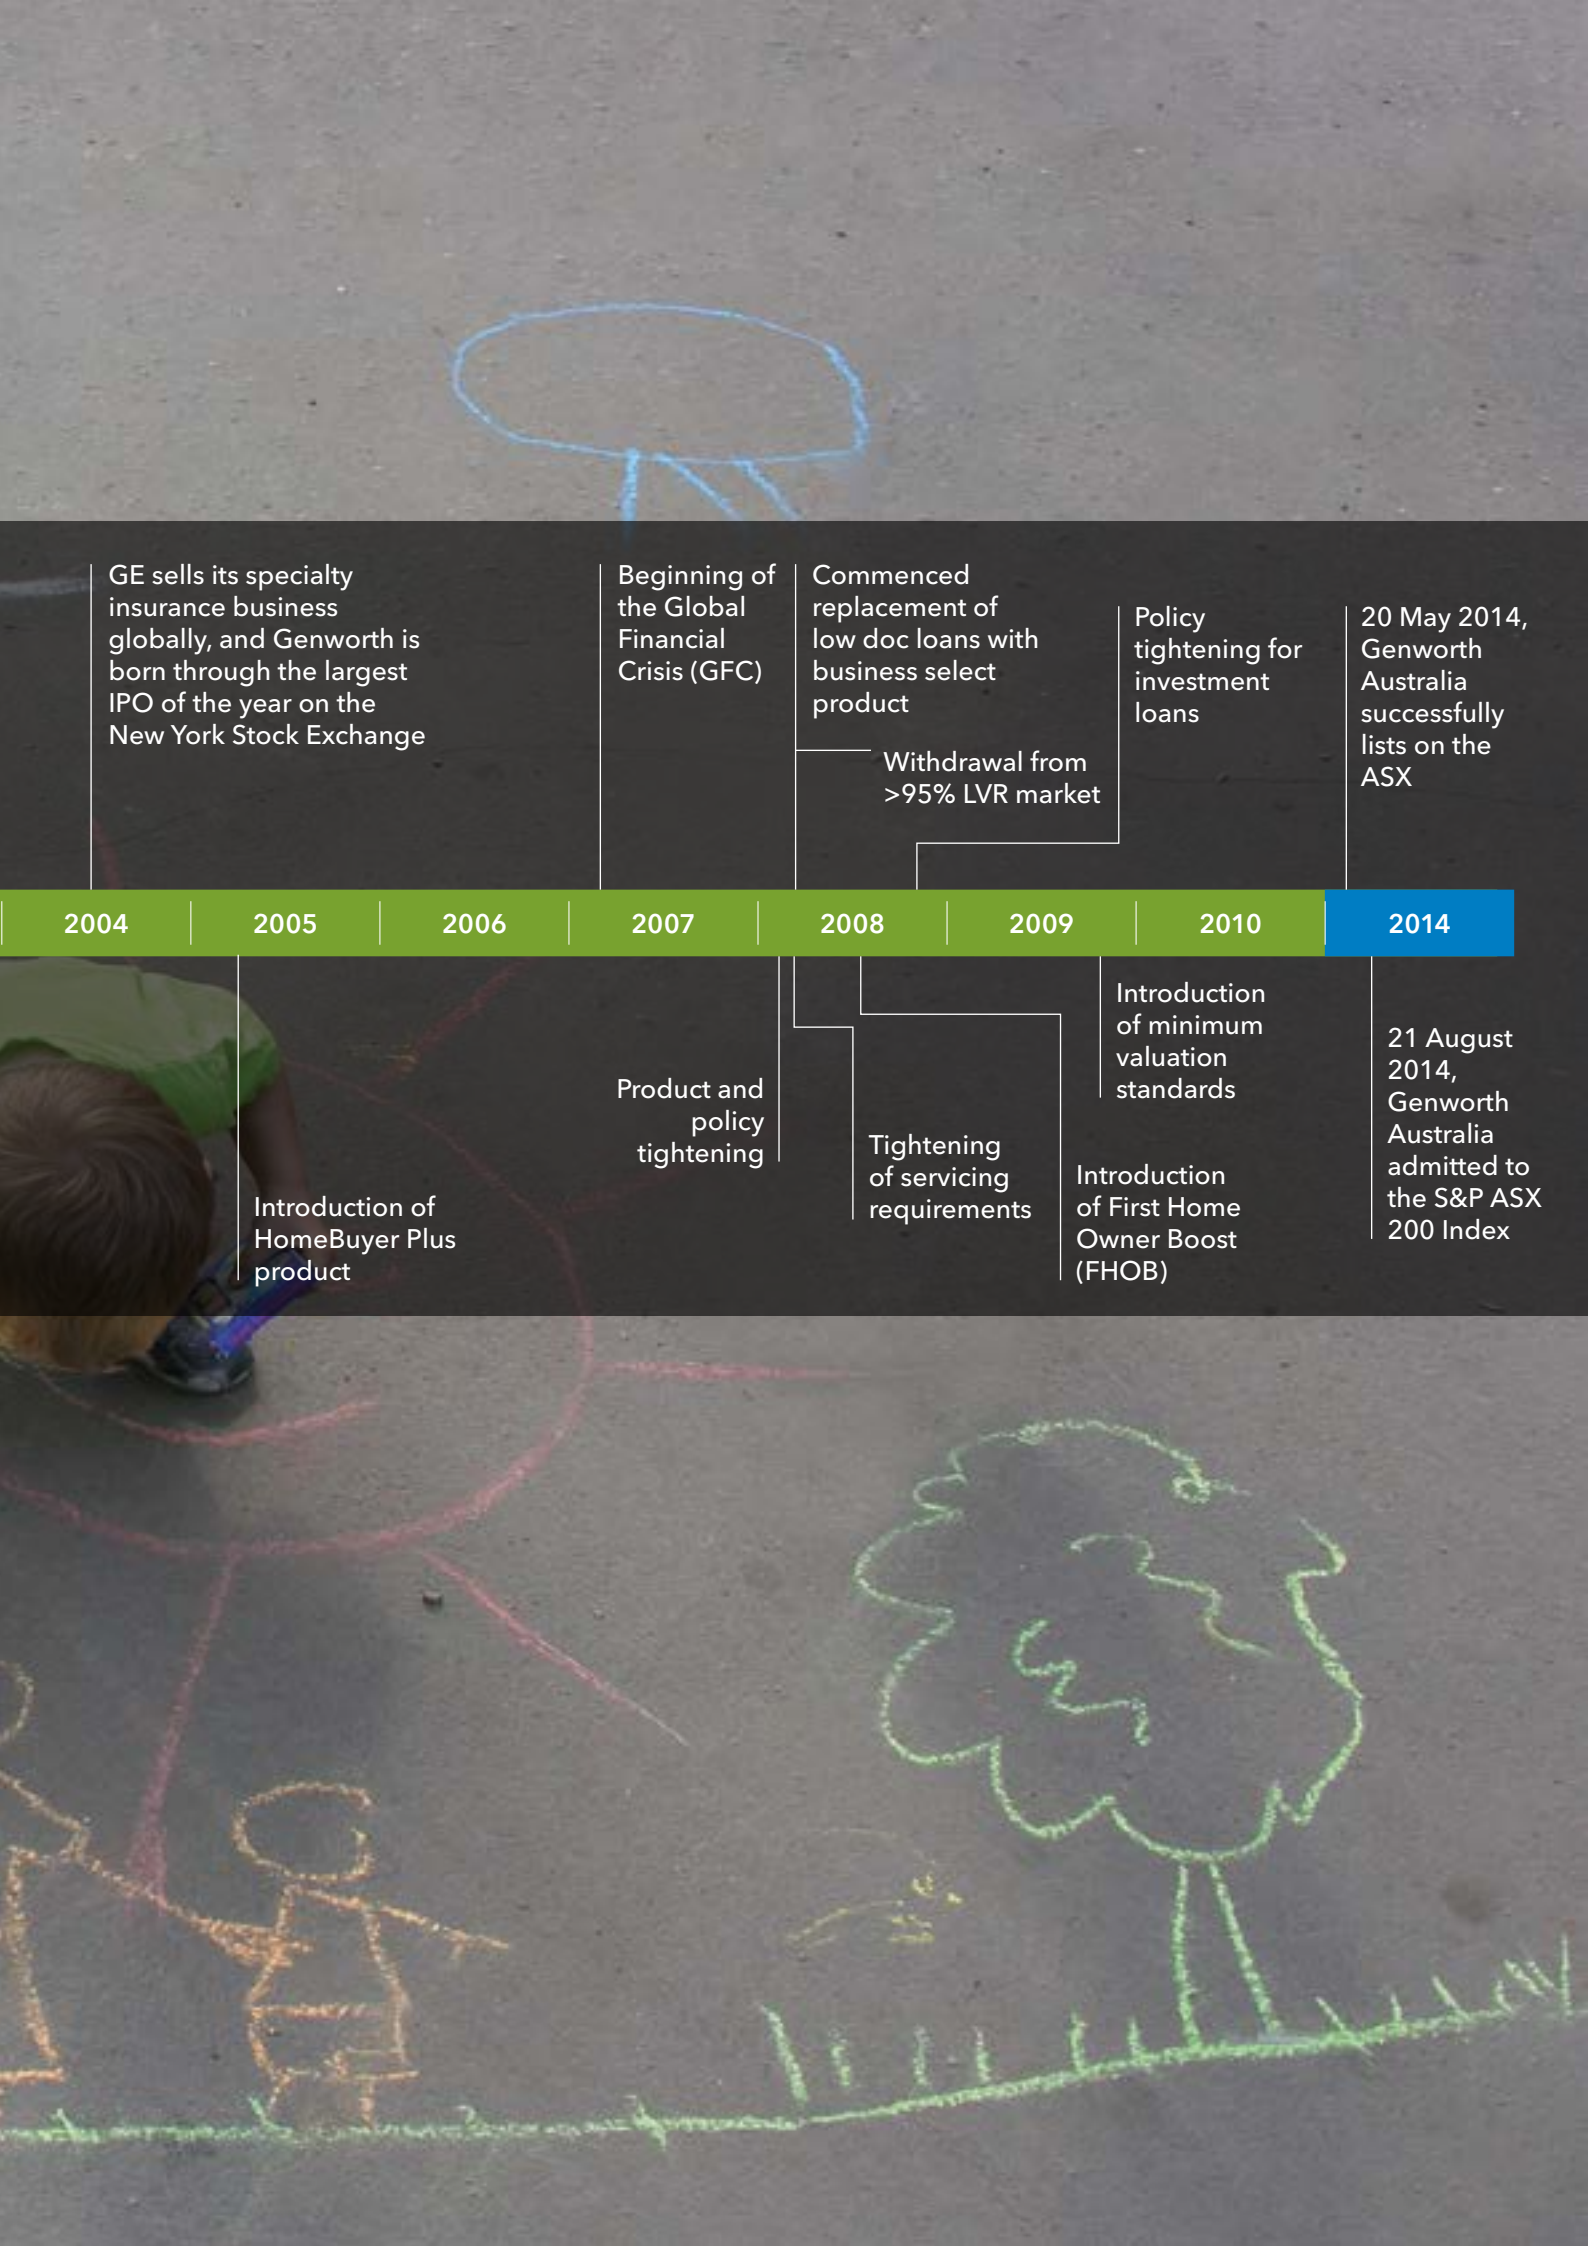 GE sells its specialty
insurance business
globally, and Genworth is
born through the largest
IPO of the year on the
New York Stock Exchange
Beginning of
the Global
Financial
Crisis (GFC)
Commenced
replacement of
low doc loans with
business select
product
Withdrawal from
>95% LVR market
Policy
tightening for
investment
loans
20 May 2014,
Genworth
Australia
successfully
lists on the
ASX
2004 2005 2006 2007 2008 2009 2010 2014
Introduction of
HomeBuyer Plus
product
Product and
policy
tightening
Tightening
of servicing
requirements
Introduction
of First Home
Owner Boost
(FHOB)
Introduction
of minimum
valuation
standards
21 August
2014,
Genworth
Australia
admitted to
the S&P ASX
200 Index